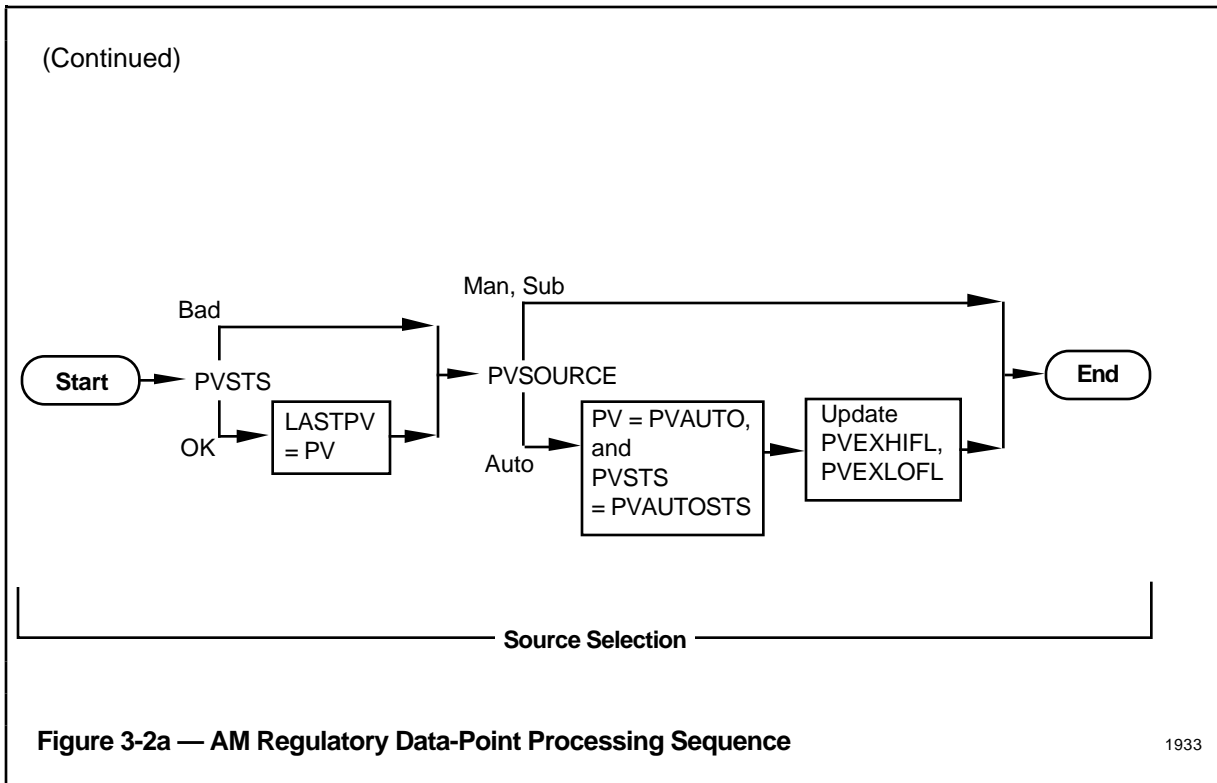 (Continued)
Man, Sub
Bad
Start
PVSTS
PVSOURCE
End
OK
LASTPV
= PV
Auto
PV = PVAUTO,
and
PVSTS
= PVAUTOSTS
Update
PVEXHIFL,
PVEXLOFL
Source Selection
Figure 3-2a — AM Regulatory Data-Point Processing Sequence
1933